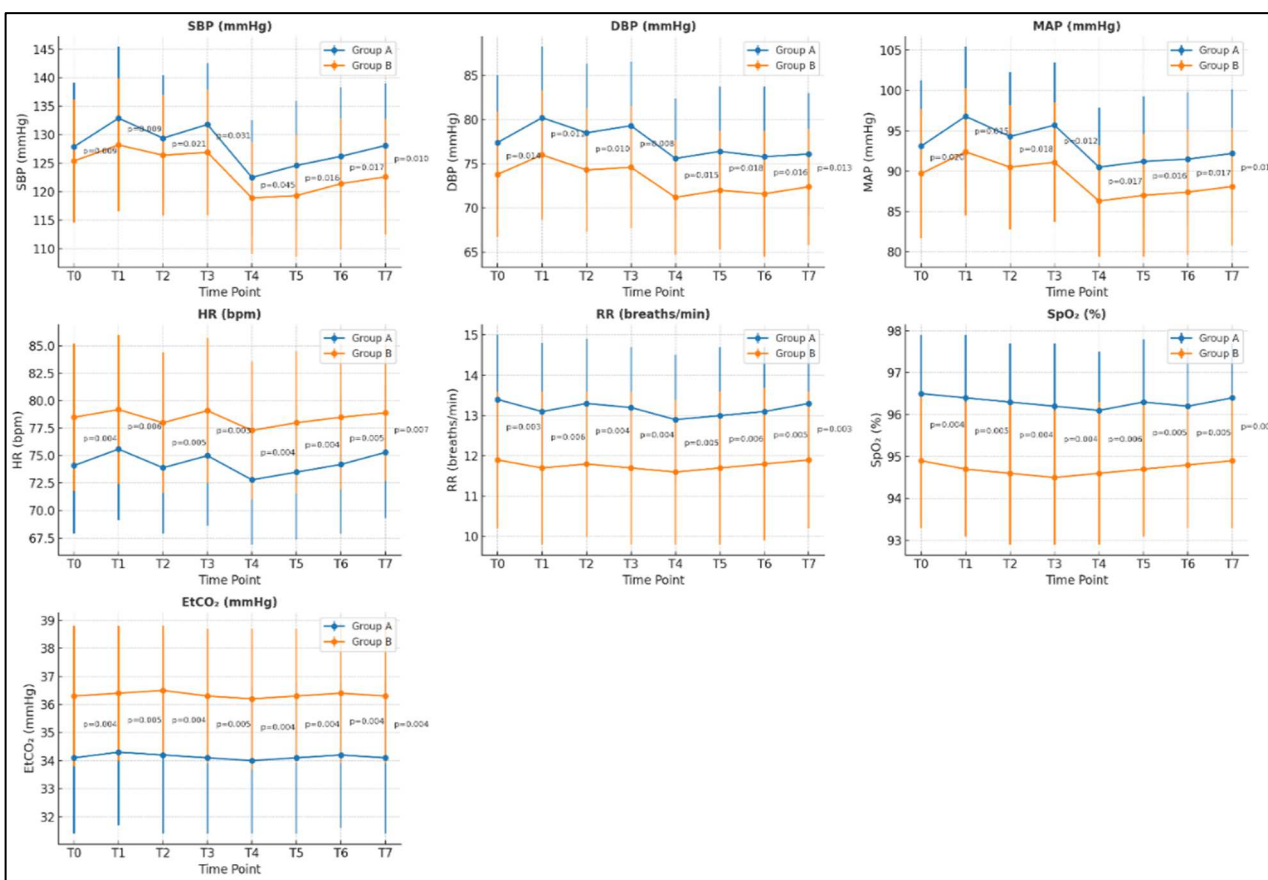 SBP (mmHg)
SBP (mmHg)
145
140
135
130
125
120
115
110
Group A
Group B
p=0.009
p=0.009
p=0.021
p=0.031
p=0.045
p=0.016
p=0.017
p=0.010
T0 T1 T2 T3 T4 T5 T6 T7
Time Point
DBP (mmHg)
DBP (mmHg)
85
80
75
70
65
Group A
Group B
p=0.014
p=0.011
p=0.010
p=0.008
p=0.015
p=0.018
p=0.016
p=0.013
T0 T1 T2 T3 T4 T5 T6 T7
Time Point
MAP (mmHg)
MAP (mmHg)
105
100
95
90
85
80
Group A
Group B
p=0.020
p=0.015
p=0.018
p=0.012
p=0.017
p=0.016
p=0.017
T0 T1 T2 T3 T4 T5 T6 T7
Time Point
HR (bpm)
HR (bpm)
85.0
82.5
80.0
77.5
75.0
72.5
70.0
67.5
Group A
Group B
p=0.004
p=0.006
p=0.005
p=0.004
p=0.004
p=0.005
p=0.007
T0 T1 T2 T3 T4 T5 T6 T7
Time Point
RR (breaths/min)
RR (breaths/min)
15
14
13
12
11
10
Group A
Group B
p=0.003
p=0.006
p=0.004
p=0.004
p=0.005
p=0.006
p=0.005
p=0.003
T0 T1 T2 T3 T4 T5 T6 T7
Time Point
SpO₂ (%)
SpO₂ (%)
98
97
96
95
94
93
Group A
Group B
p=0.004
p=0.004
p=0.004
p=0.006
p=0.005
p=0.005
T0 T1 T2 T3 T4 T5 T6 T7
Time Point
EtCO₂ (mmHg)
EtCO₂ (mmHg)
39
38
37
36
35
34
33
32
Group A
Group B
p=0.004
p=0.005
p=0.004
p=0.005
p=0.004
p=0.004
p=0.004
p=0.004
T0 T1 T2 T3 T4 T5 T6 T7
Time Point